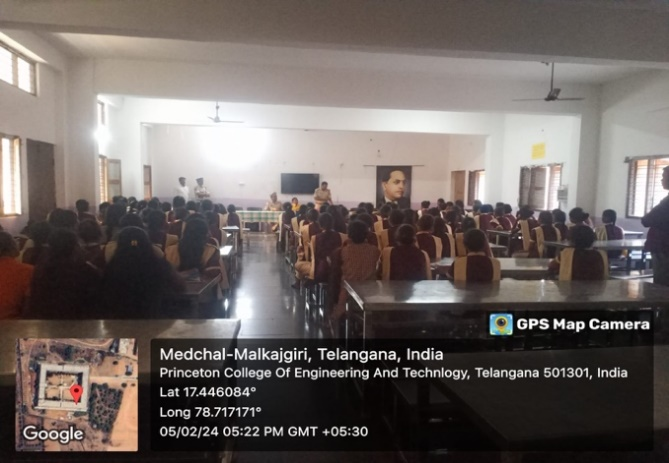 GPS Map Camera
Medchal-Malkajgiri, Telangana, India
Princeton College Of Engineering And Technlogy, Telangana 501301, India
Lat 17.446084°
Long 78.717171°
05/02/24 05:22 PM GMT +05:30
Google